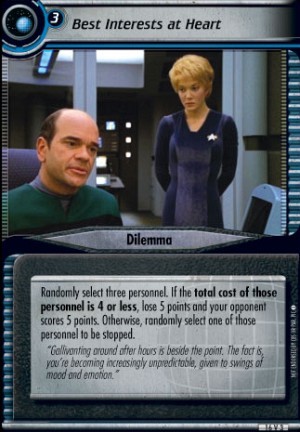 3
Best Interests at Heart
Dilemma
Randomly select three personnel. If the total cost of those
personnel is 4 or less, lose 5 points and your opponent
scores 5 points. Otherwise, randomly select one of those
personnel to be stopped.
"Gallivanting around after hours is beside the point. The fact is,
you're becoming increasingly unpredictable, given to swings
of mood and emotion."